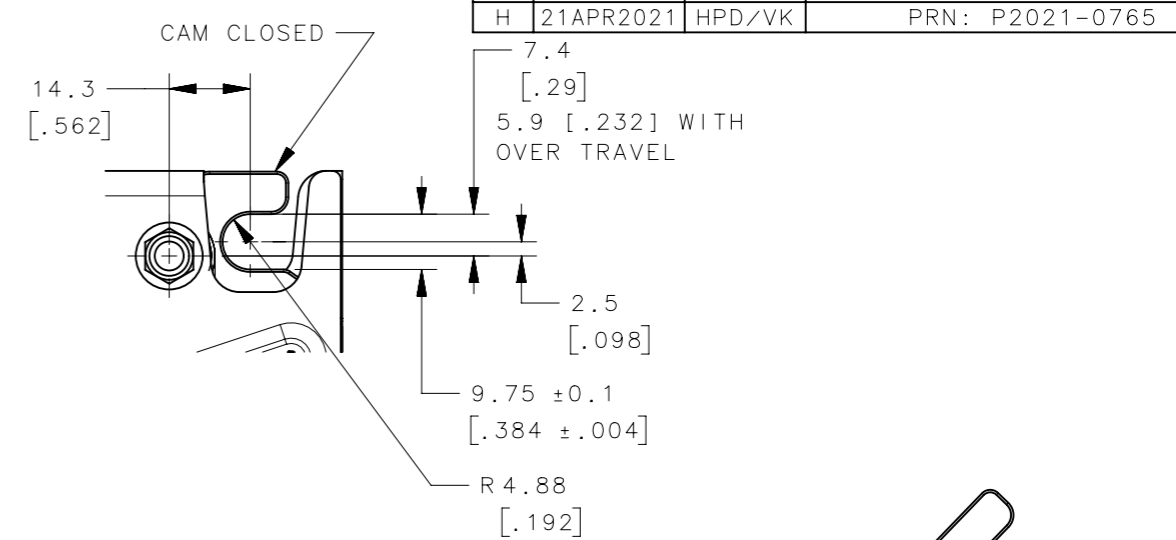 H 21APR2021 HPD/VK PRN: P2021-0765
CAM CLOSED
7.4
[.29]
5.9 [.232] WITH
OVER TRAVEL
14.3
[.562]
2.5
[.098]
9.75 ±0.1
[.384 ±.004]
R4.88
[.192]